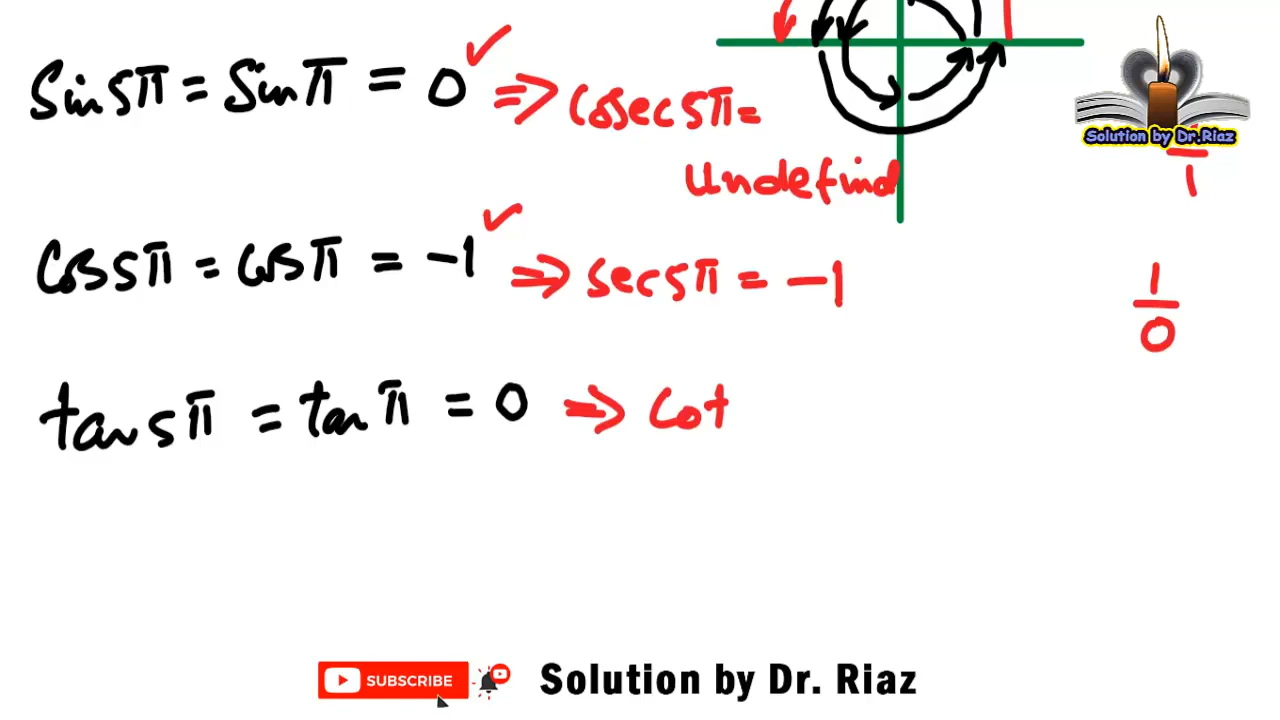 Sin5π = Sinπ = 0 ✓ ⇒ Cosec5π =
Undefind
Solution by Dr.Riaz
1
Cos5π = cosπ = -1 ✓ ⇒ sec5π = -1
1
0
tan5π = tanπ = 0 ⇒ Cot
SUBSCRIBE
Solution by Dr. Riaz